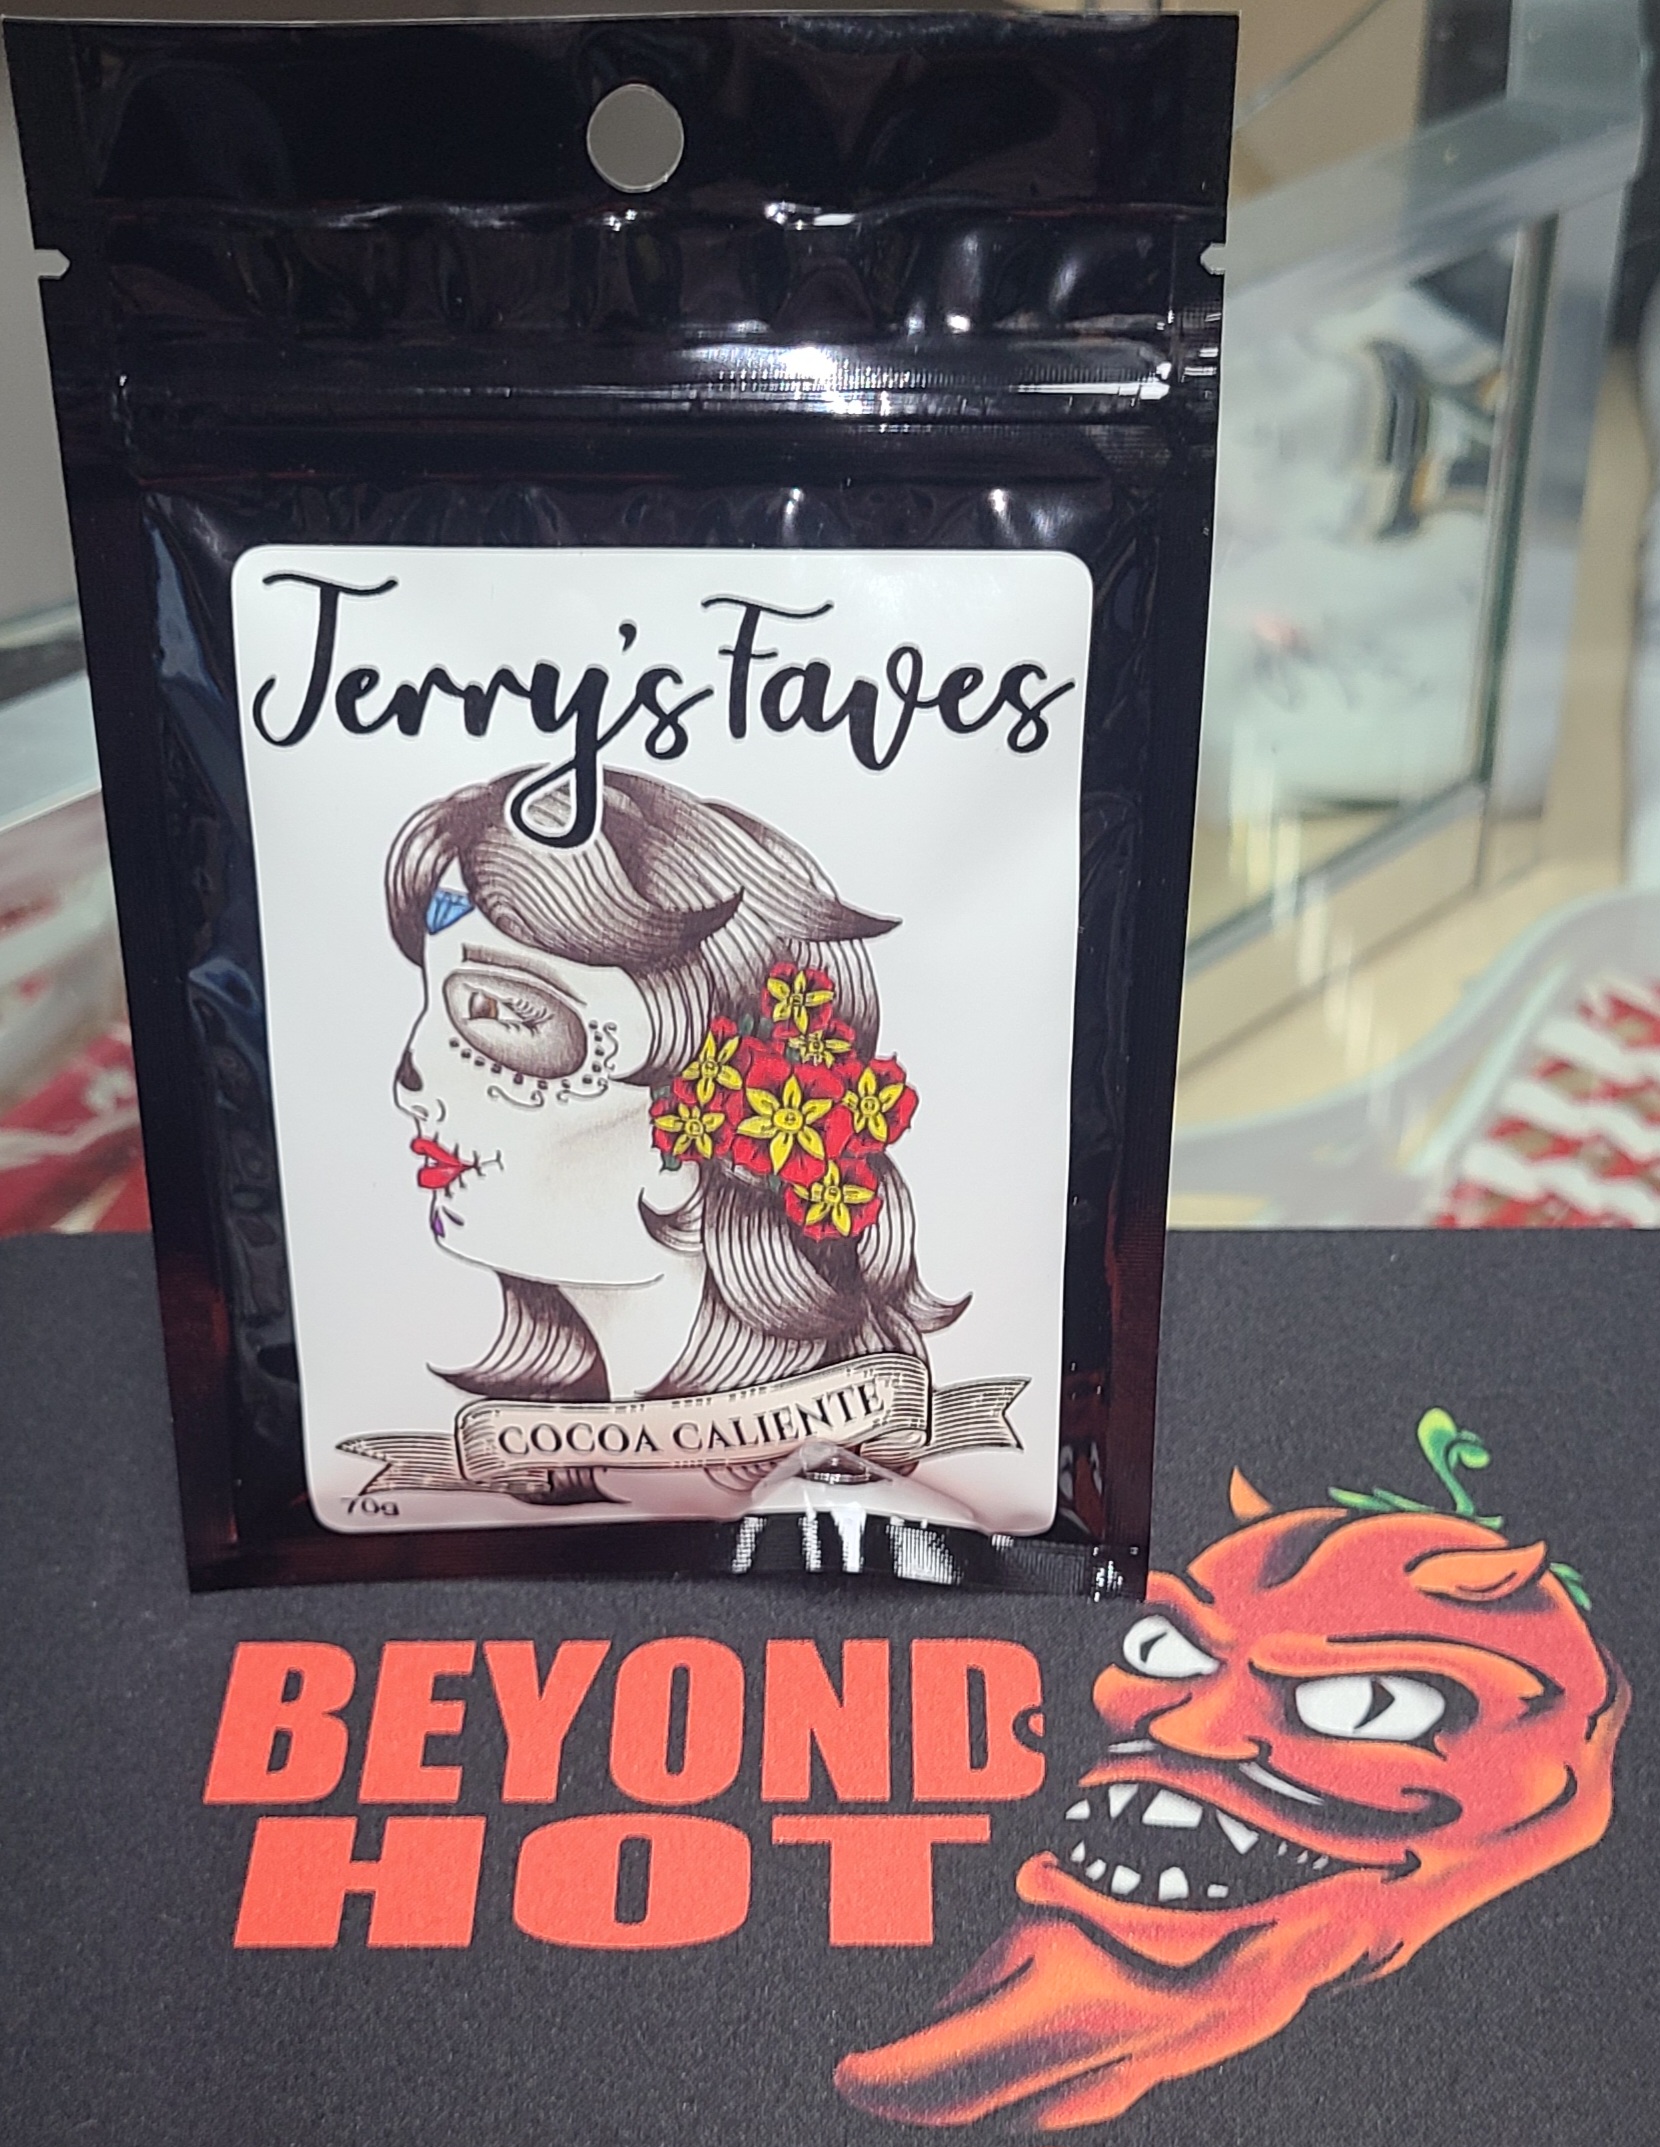 Jerry's Faves
COCOA CALIENTE
70g
BEYOND
HOT